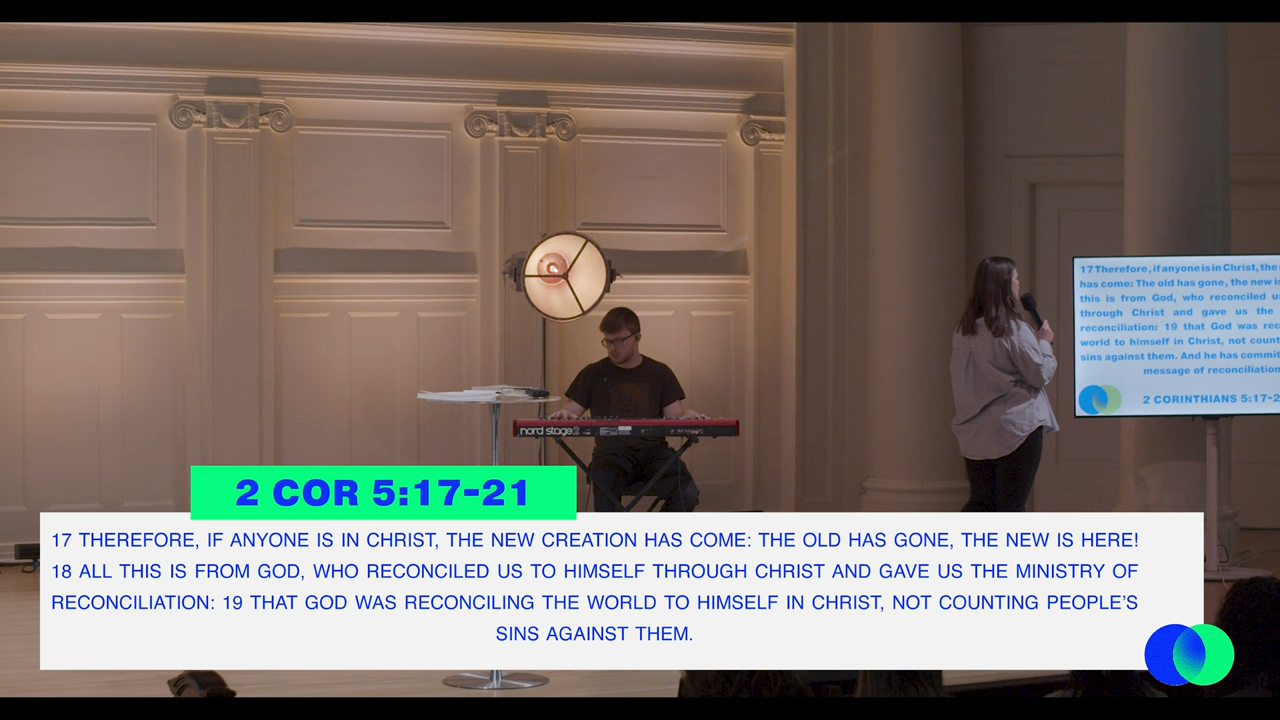 17 Therefore, if anyone is in Christ, the
has come: The old has gone, the new
this is from God, who reconciled
through Christ and gave us the
reconciliation: 19 that God was
world to himself in Christ, not
sins against them. And he has
message of reconciliation
2 CORINTHIANS 5:17-2
nord stage 2
2 COR 5:17-21
17 THEREFORE, IF ANYONE IS IN CHRIST, THE NEW CREATION HAS COME: THE OLD HAS GONE, THE NEW IS HERE!
18 ALL THIS IS FROM GOD, WHO RECONCILED US TO HIMSELF THROUGH CHRIST AND GAVE US THE MINISTRY OF
RECONCILIATION: 19 THAT GOD WAS RECONCILING THE WORLD TO HIMSELF IN CHRIST, NOT COUNTING PEOPLE’S
SINS AGAINST THEM.